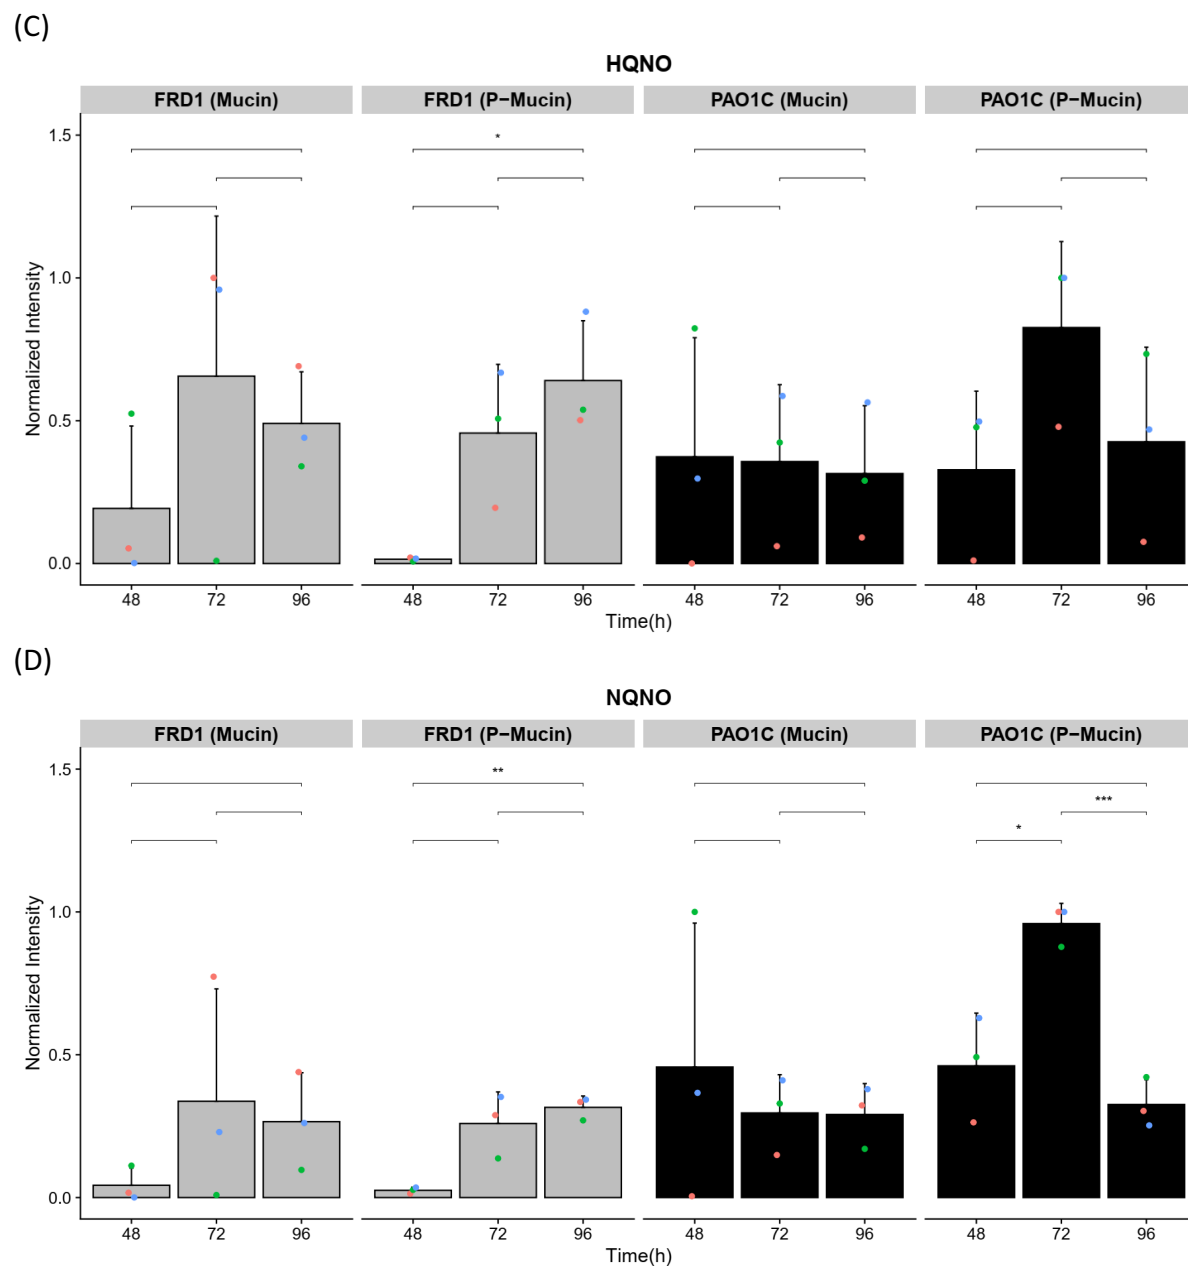 (C)
HQNO
FRD1 (Mucin) FRD1 (P−Mucin) PAO1C (Mucin) PAO1C (P−Mucin)
1.5
*
1.0
0.5
0.0
Normalized Intensity
48 72 96 48 72 96 48 72 96 48 72 96
Time(h)
(D)
NQNO
FRD1 (Mucin) FRD1 (P−Mucin) PAO1C (Mucin) PAO1C (P−Mucin)
1.5
**
***
*
1.0
0.5
0.0
Normalized Intensity
48 72 96 48 72 96 48 72 96 48 72 96
Time(h)